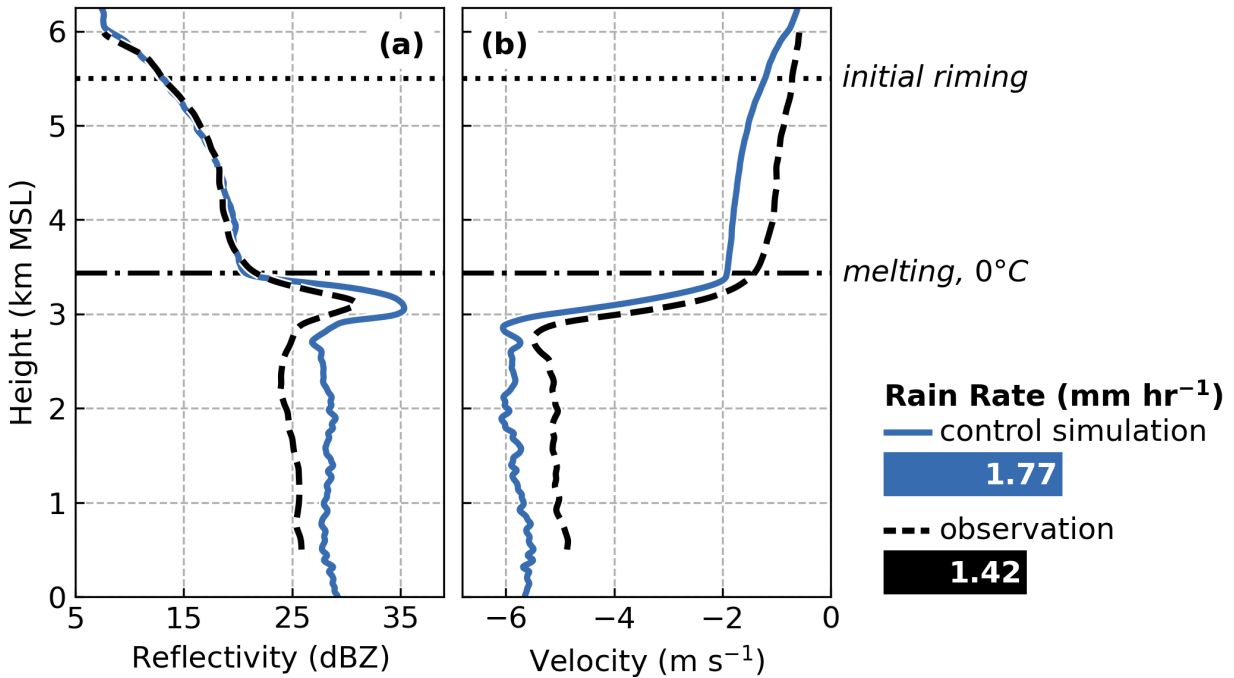 (a)
(b)
6
5
4
3
2
1
0
Height (km MSL)
5 15 25 35
Reflectivity (dBZ)
−6 −4 −2 0
Velocity (m s⁻¹)
initial riming
melting, 0°C
Rain Rate (mm hr⁻¹)
control simulation
1.77
observation
1.42